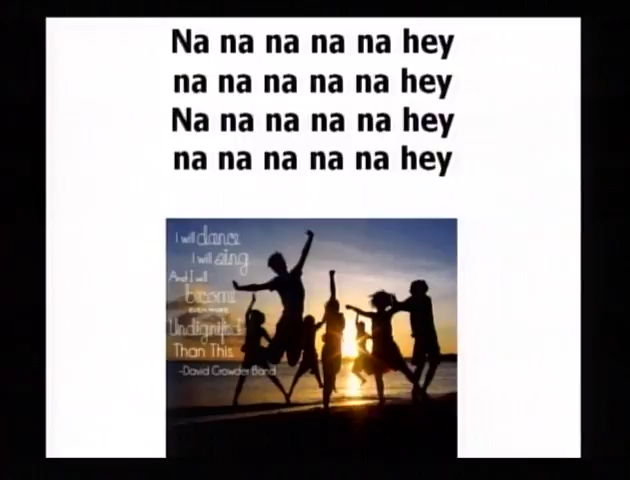 Na na na na na hey
na na na na na hey
Na na na na na hey
na na na na na hey
I will dance
I will sing
And I will
become
even more
Undignified
Than This
~David Crowder Band